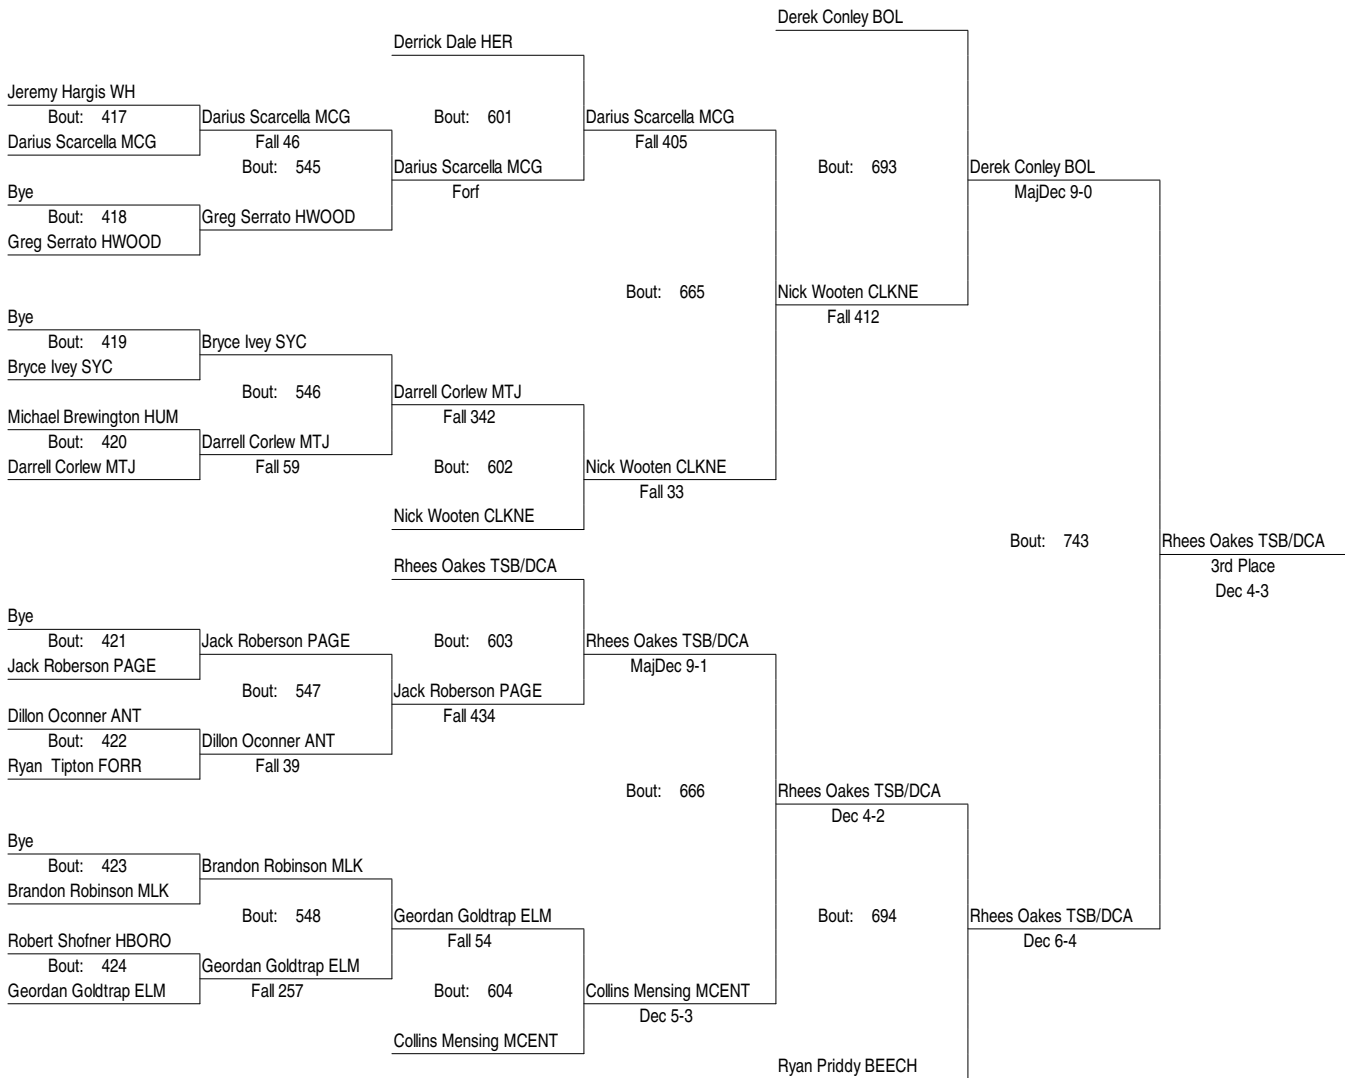 Derek Conley BOL
Derrick Dale HER
Jeremy Hargis WH
Bout: 417
Darius Scarcella MCG
Darius Scarcella MCG
Fall 46
Bout: 601
Darius Scarcella MCG
Fall 405
Bout: 545
Darius Scarcella MCG
Forf
Bout: 693
Derek Conley BOL
MajDec 9-0
Bye
Bout: 418
Greg Serrato HWOOD
Greg Serrato HWOOD
Bout: 665
Nick Wooten CLKNE
Fall 412
Bye
Bout: 419
Bryce Ivey SYC
Bryce Ivey SYC
Bout: 546
Darrell Corlew MTJ
Fall 342
Michael Brewington HUM
Bout: 420
Darrell Corlew MTJ
Darrell Corlew MTJ
Fall 59
Bout: 602
Nick Wooten CLKNE
Fall 33
Nick Wooten CLKNE
Bout: 743
Rhees Oakes TSB/DCA
3rd Place
Dec 4-3
Rhees Oakes TSB/DCA
Bye
Bout: 421
Jack Roberson PAGE
Jack Roberson PAGE
Bout: 603
Rhees Oakes TSB/DCA
MajDec 9-1
Bout: 547
Jack Roberson PAGE
Fall 434
Dillon Oconner ANT
Bout: 422
Ryan Tipton FORR
Dillon Oconner ANT
Fall 39
Bout: 666
Rhees Oakes TSB/DCA
Dec 4-2
Bye
Bout: 423
Brandon Robinson MLK
Brandon Robinson MLK
Bout: 548
Geordan Goldtrap ELM
Fall 54
Bout: 694
Rhees Oakes TSB/DCA
Dec 6-4
Robert Shofner HBORO
Bout: 424
Geordan Goldtrap ELM
Geordan Goldtrap ELM
Fall 257
Bout: 604
Collins Mensing MCENT
Dec 5-3
Collins Mensing MCENT
Ryan Priddy BEECH